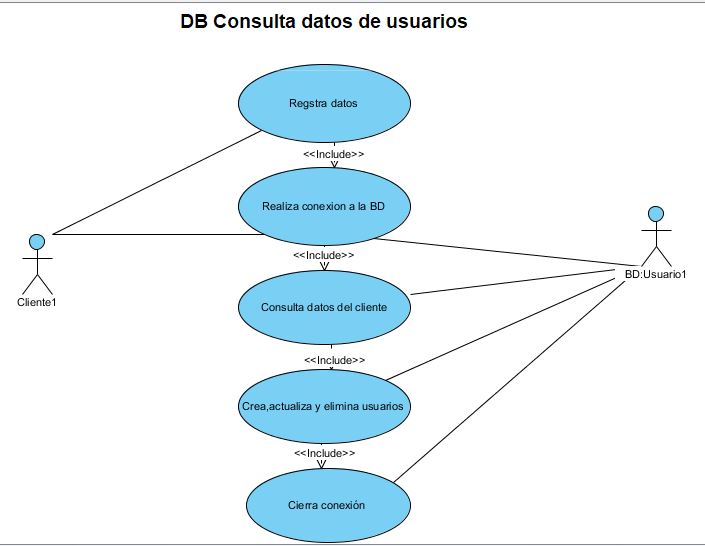 DB Consulta datos de usuarios
Regstra datos
<<Include>>
Realiza conexion a la BD
<<Include>>
Cliente1
BD:Usuario1
Consulta datos del cliente
<<Include>>
Crea,actualiza y elimina usuarios
<<Include>>
Cierra conexión